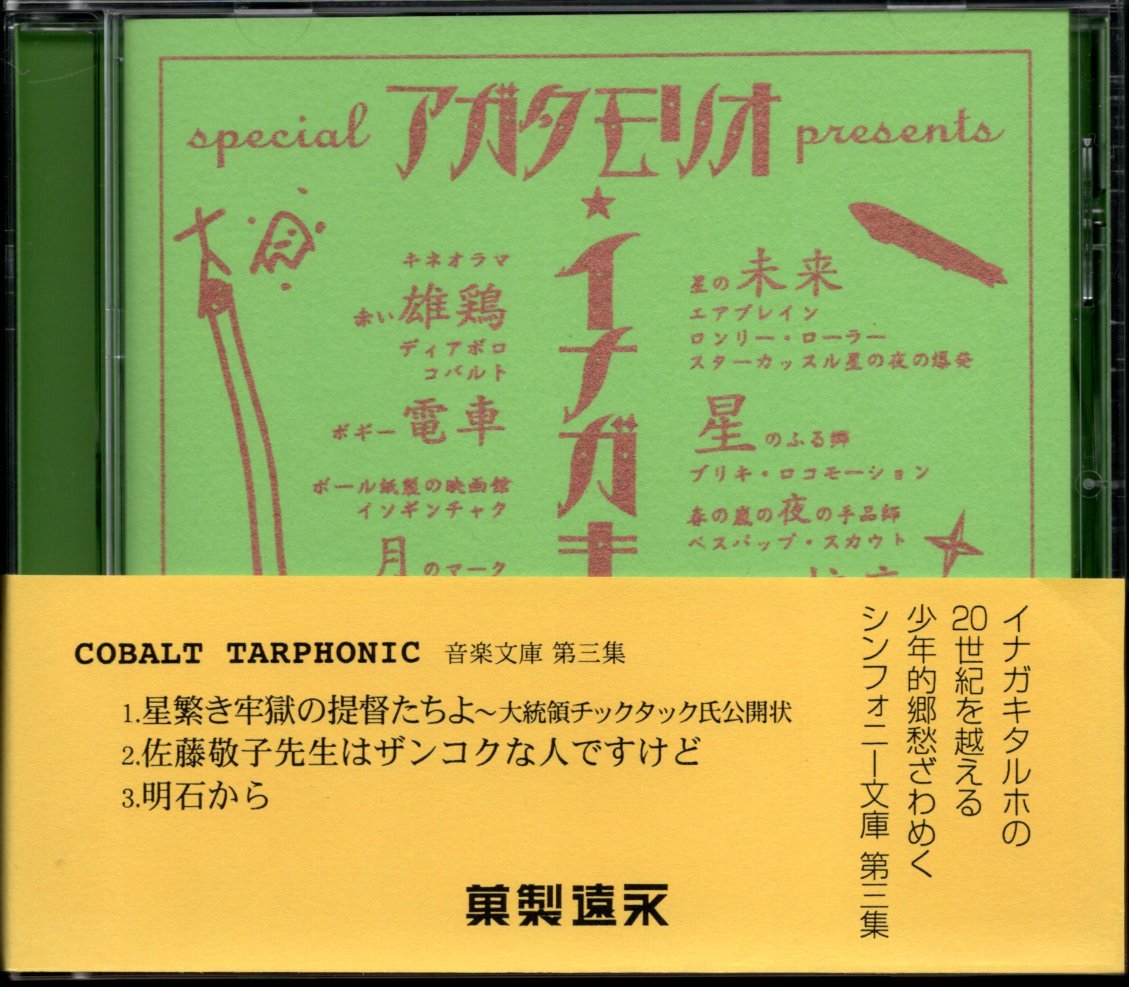 special アガタモリオ presents
イナガキ
キネオラマ
赤い雄鶏
ディアボロ
コバルト
ボギー電車
ボール紙製の映画館
イソギンチャク
月のマーク
星の未来
エアプレイン
ロンリー・ローラー
スターカッスル星の夜の爆発
星のふる郷
ブリキ・ロコモーション
春の嵐の夜の手品師
ベスパップ・スカウト
COBALT TARPHONIC 音楽文庫 第三集
1.星繁き牢獄の提督たちよ〜大統領チックタック氏公開状
2.佐藤敬子先生はザンコクな人ですけど
3.明石から
菓製遠永
イナガキタルホの
20世紀を越える
少年的郷愁ざわめく
シンフォニー文庫 第三集